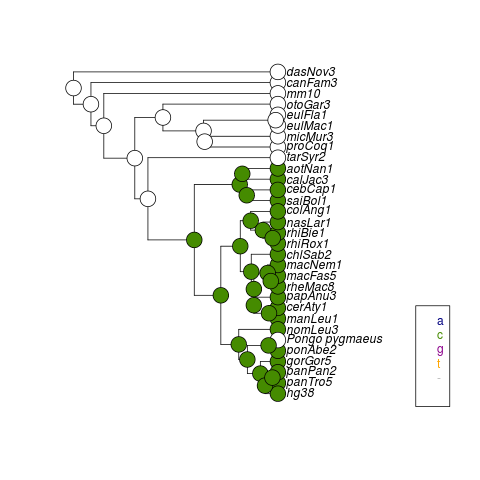 dasNov3
canFam3
mm10
otoGar3
eulFla1
eulMac1
micMur3
proCoq1
tarSyr2
aotNan1
calJac3
cebCap1
saiBol1
colAng1
nasLar1
rhiBie1
rhiRox1
chlSab2
macNem1
macFas5
rheMac8
papAnu3
cerAty1
manLeu1
nomLeu3
Pongo pygmaeus
ponAbe2
gorGor5
panPan2
panTro5
hg38
a
c
g
t
-